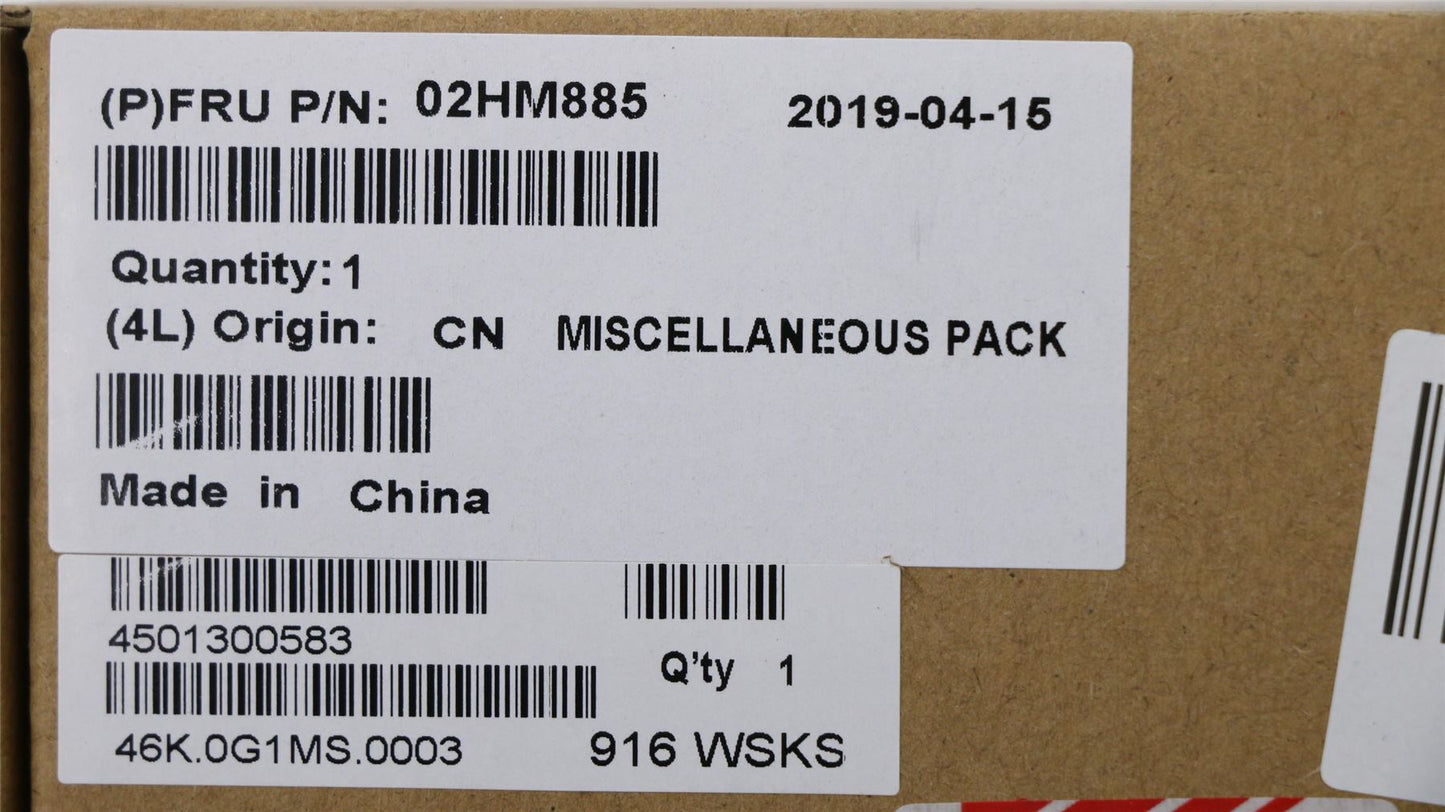 (P)FRU P/N: 02HM885 2019-04-15
Quantity: 1
(4L) Origin: CN MISCELLANEOUS PACK
Made in China
4501300583
Q'ty 1
46K.0G1MS.0003 916 WSKS